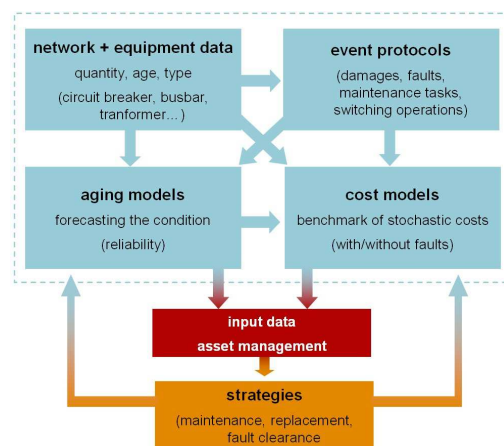 network + equipment data
quantity, age, type
(circuit breaker, busbar,
tranformer... )
event protocols
(damages, faults,
maintenance tasks,
switching operations)
aging models
forecasting the condition
(reliability)
cost models
benchmark of stochastic costs
(with/without faults)
input data
asset management
strategies
(maintenance, replacement,
fault clearance